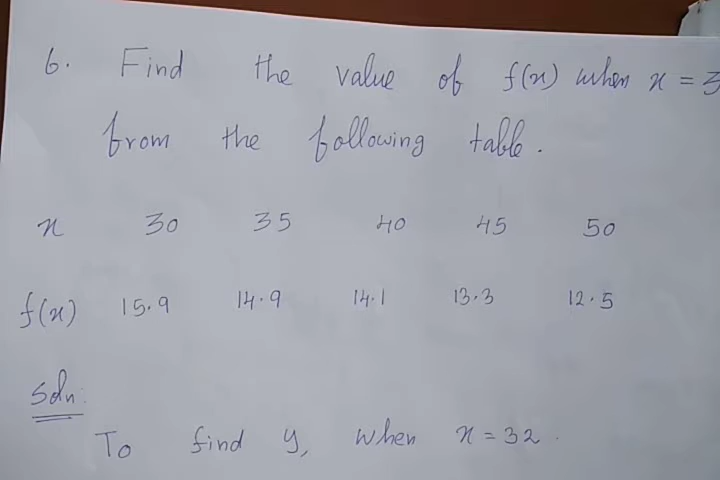 6. Find the value of f(x) when x = 3
from the following table.
x 30 35 40 45 50
f(x) 15.9 14.9 14.1 13.3 12.5
Soln:
To find y, when x = 32.